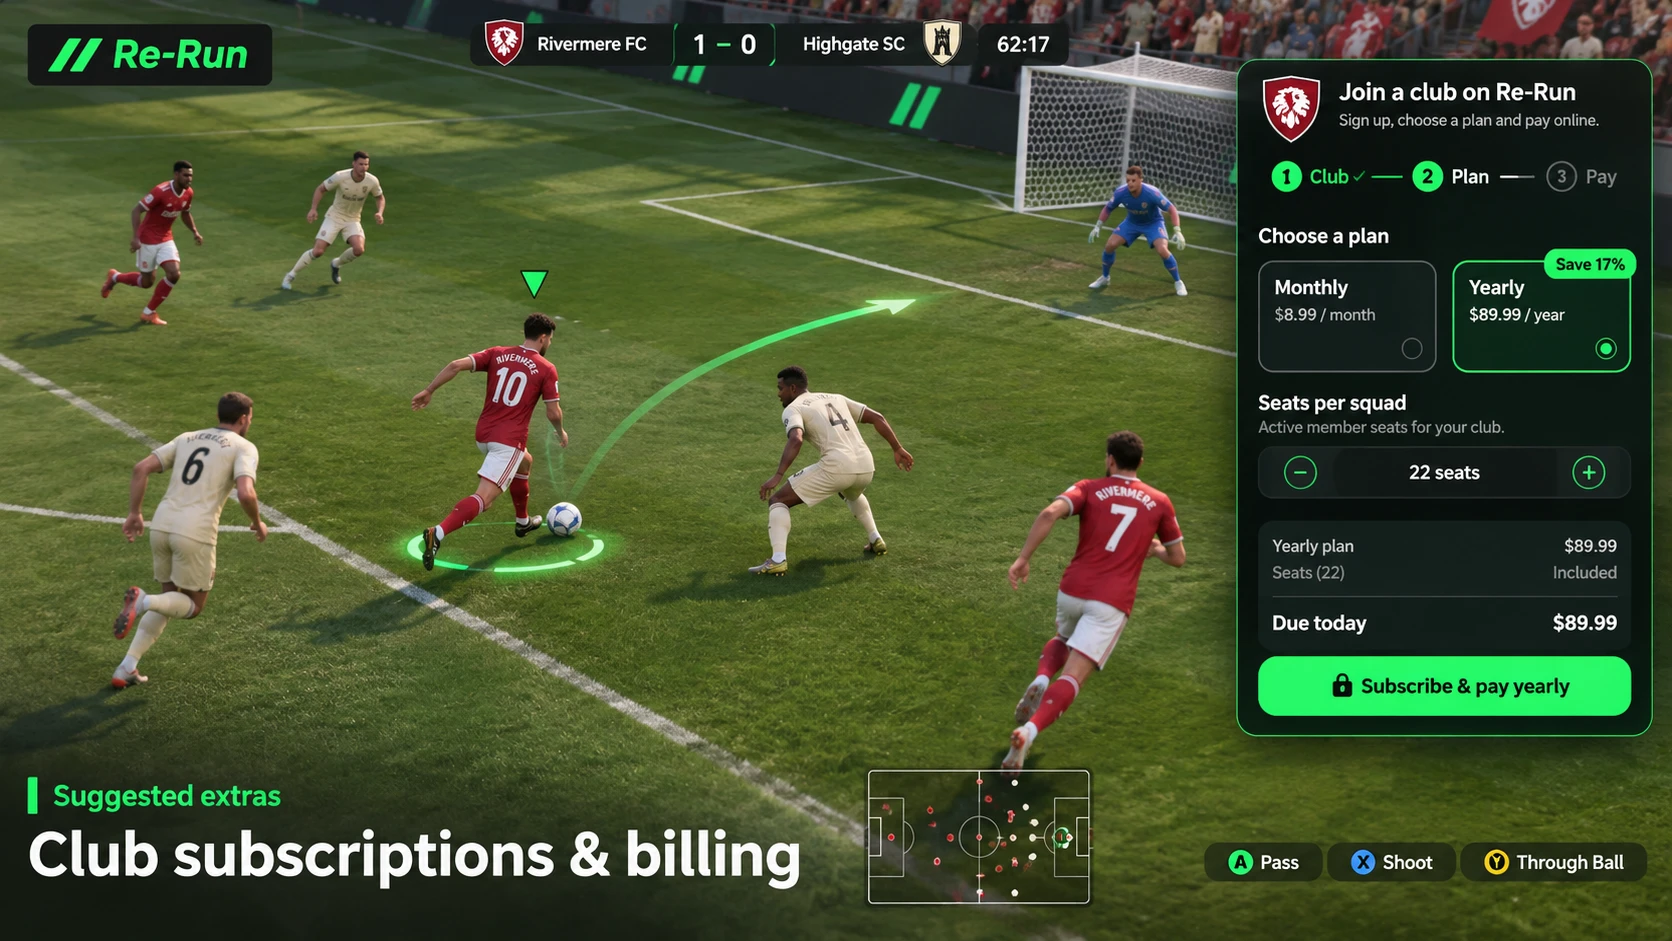 Re-Run
Rivermere FC
1 – 0
Highgate SC
62:17
Join a club on Re-Run
Sign up, choose a plan and pay online.
1 Club ✓
2 Plan
3 Pay
Choose a plan
Save 17%
Monthly
$8.99 / month
Yearly
$89.99 / year
Seats per squad
Active member seats for your club.
− 22 seats +
Yearly plan $89.99
Seats (22) Included
Due today $89.99
Subscribe & pay yearly
RIVERMERE
10
4
6
RIVERMERE
7
Suggested extras
Club subscriptions & billing
A Pass
X Shoot
Y Through Ball